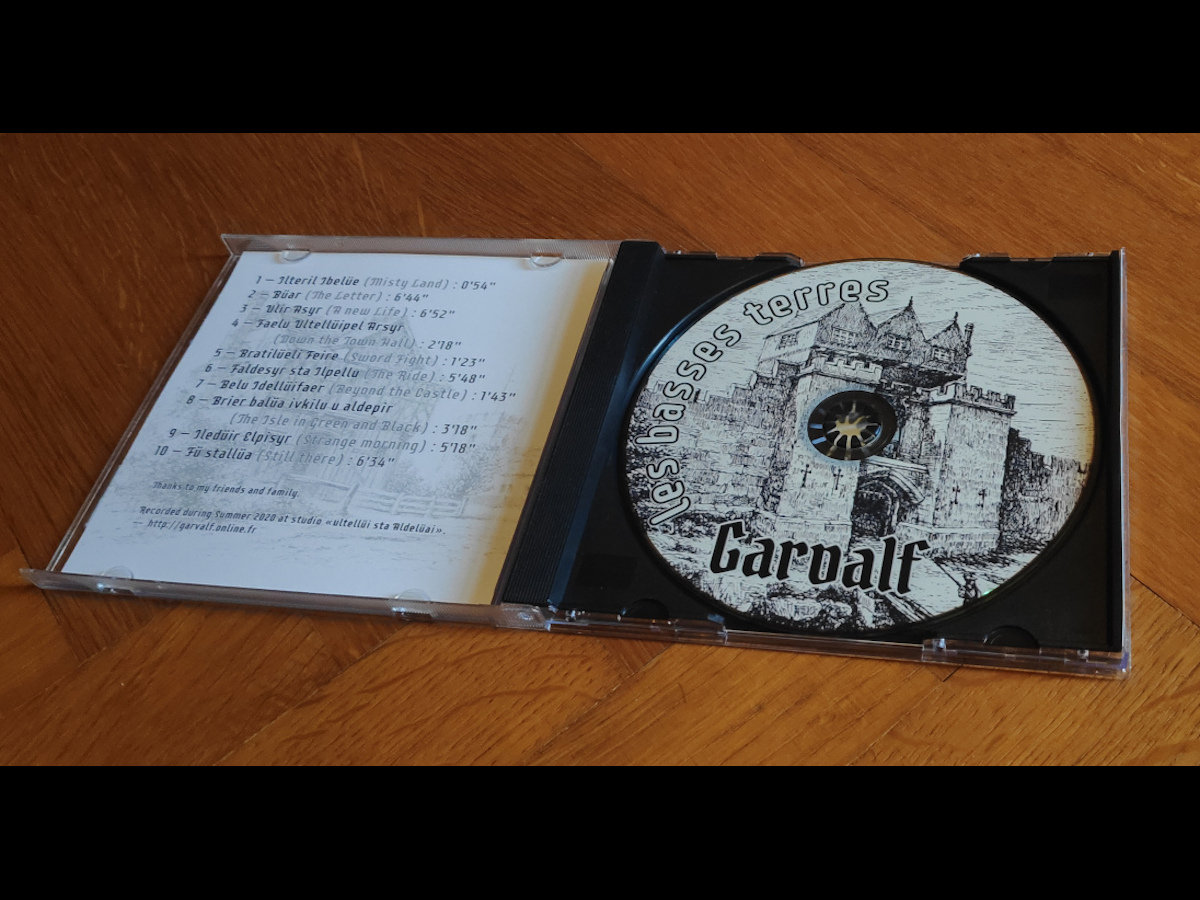 1 – Ilteril Ibelüe (Misty Land) : 0'54"
2 – Büar (The Letter) : 6'44"
3 – Ulir Asyr (A new Life) : 6'52"
4 – Faelu Ultellüipel Arsyr
(Down the Town Hall) : 2'18"
5 – Bratilüeli Feire (Sword Fight) : 1'23"
6 – Faldesyr sta Ilpellu (The Ride) : 5'48"
7 – Belu Idellüifaer (Beyond the Castle) : 1'43"
8 – Brier balüa ivkilu u aldepir
(The Isle in Green and Black) : 3'18"
9 – Iledüir Elpisyr (Strange morning) : 5'18"
10 – Fü stallüa (Still there) : 6'34"
Thanks to my friends and family.
Recorded during Summer 2020 at studio «ultellüi sta Aldelüai».
— http://garvalf.online.fr
Les basses terres
Garvalf